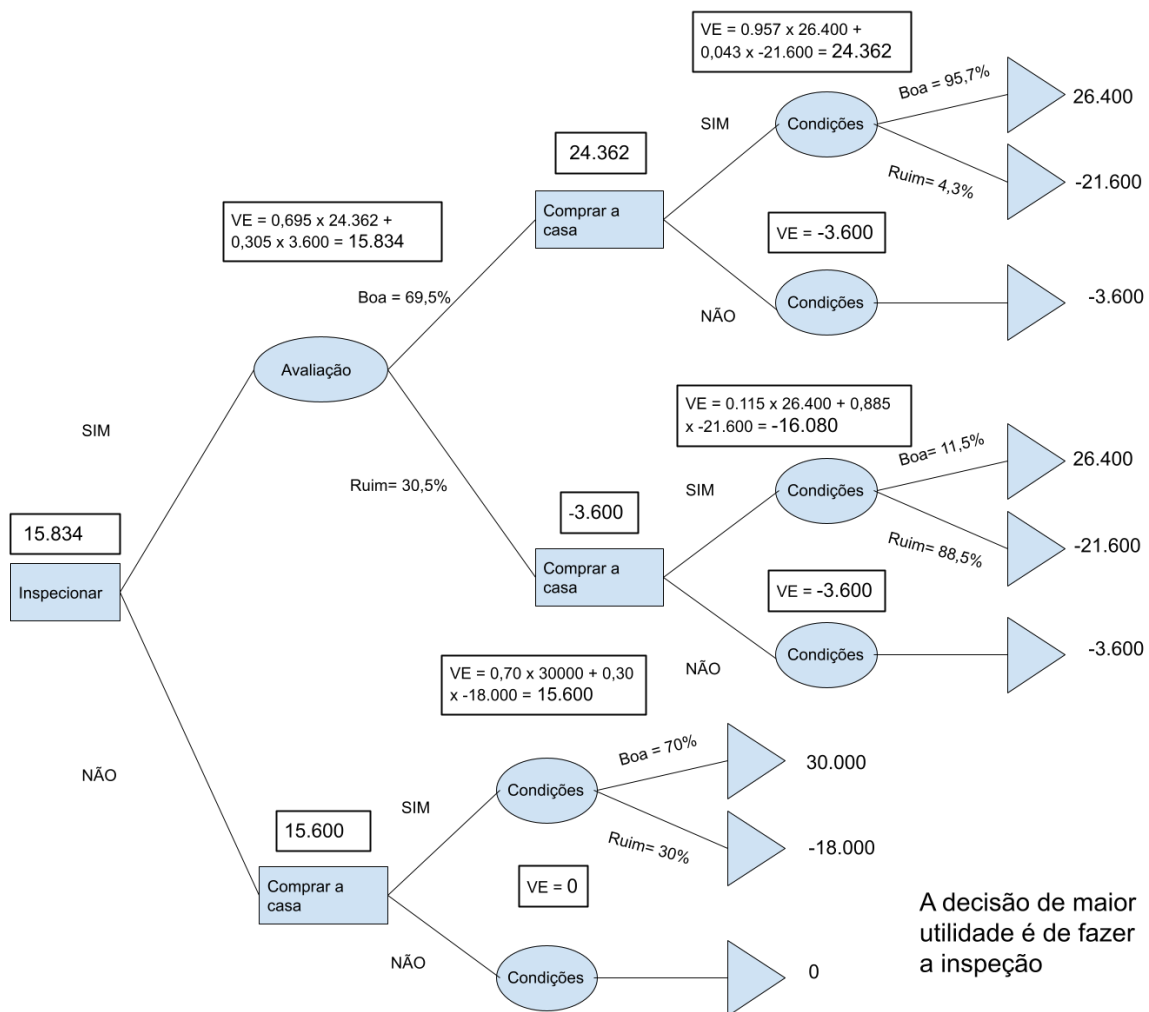 VE = 0.957 x 26.400 +
0,043 x -21.600 = 24.362
Boa = 95,7%
26.400
Condições
SIM
Ruim= 4,3%
-21.600
24.362
Comprar a
casa
VE = 0,695 x 24.362 +
0,305 x 3.600 = 15.834
VE = -3.600
Boa = 69,5%
Condições
-3.600
NÃO
Avaliação
VE = 0.115 x 26.400 + 0,885
x -21.600 = -16.080
SIM
Boa= 11,5%
26.400
Ruim= 30,5%
SIM
Condições
-3.600
Ruim= 88,5%
-21.600
15.834
Inspecionar
Comprar a
casa
VE = -3.600
Condições
-3.600
NÃO
VE = 0,70 x 30000 + 0,30
x -18.000 = 15.600
NÃO
Boa = 70%
30.000
Condições
SIM
15.600
Ruim= 30%
-18.000
Comprar a
casa
VE = 0
NÃO
Condições
0
A decisão de maior
utilidade é de fazer
a inspeção